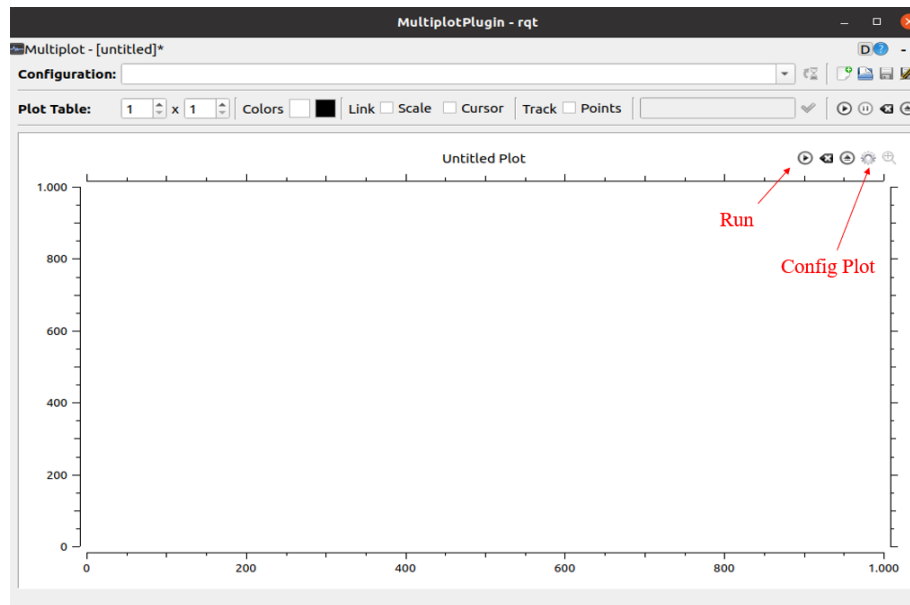 MultiplotPlugin - rqt
Multiplot - [untitled]*
D ? -
Configuration:
Plot Table: 1 x 1 Colors Link Scale Cursor Track Points
Untitled Plot
Run
Config Plot
1.000
800
600
400
200
0
0 200 400 600 800 1.000